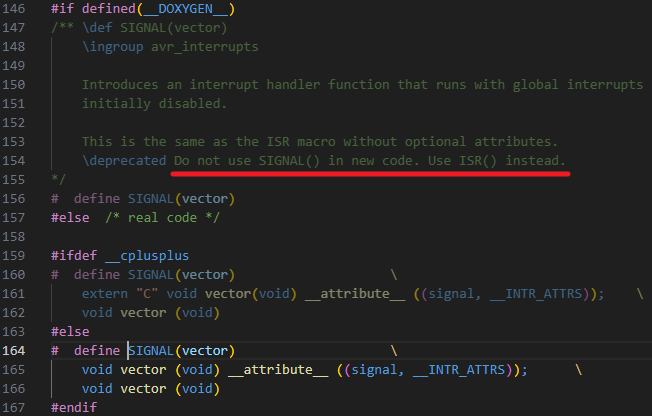 146 #if defined(__DOXYGEN__)
147 /** \def SIGNAL(vector)
148     \ingroup avr_interrupts
149
150     Introduces an interrupt handler function that runs with global interrupts
151     initially disabled.
152
153     This is the same as the ISR macro without optional attributes.
154     \deprecated Do not use SIGNAL() in new code. Use ISR() instead.
155 */
156 #  define SIGNAL(vector)
157 #else  /* real code */
158
159 #ifdef __cplusplus
160 #  define SIGNAL(vector)                    \
161     extern "C" void vector(void) __attribute__ ((signal, __INTR_ATTRS));    \
162     void vector (void)
163 #else
164 #  define SIGNAL(vector)                    \
165     void vector (void) __attribute__ ((signal, __INTR_ATTRS));      \
166     void vector (void)
167 #endif